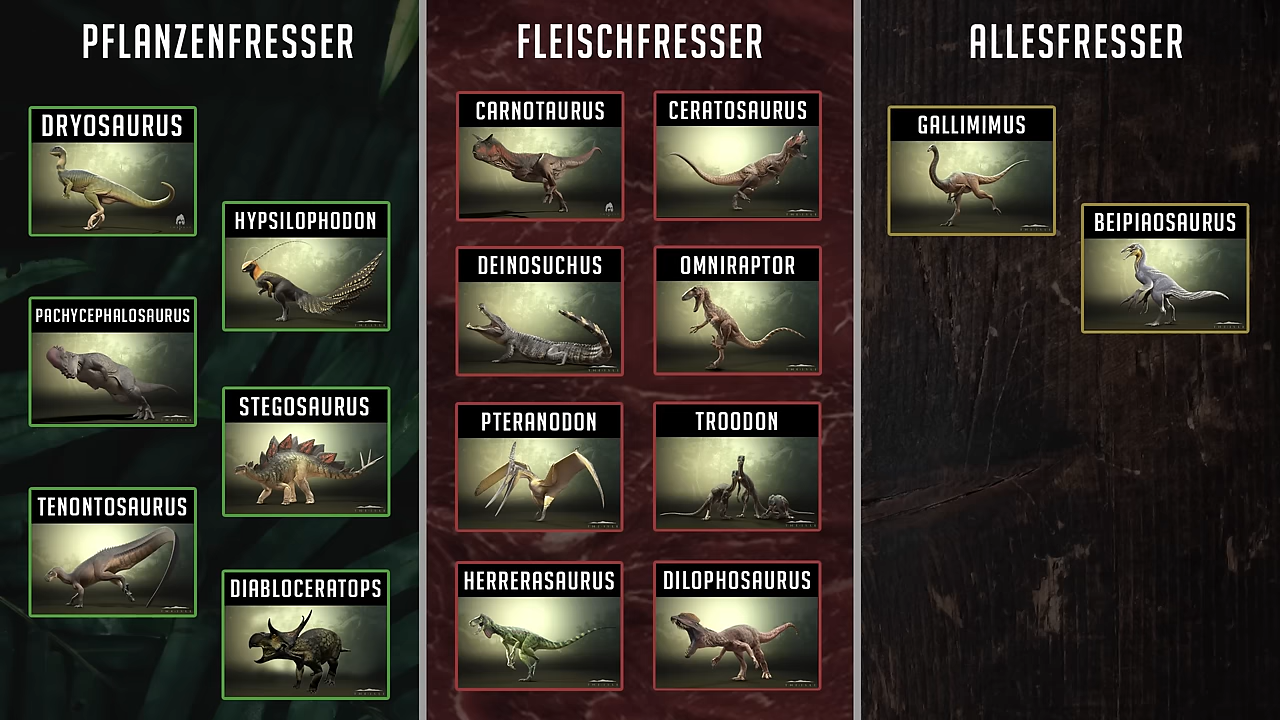 PFLANZENFRESSER
DRYOSAURUS
HYPSILOPHODON
PACHYCEPHALOSAURUS
STEGOSAURUS
TENONTOSAURUS
DIABLOCERATOPS
FLEISCHFRESSER
CARNOTAURUS
CERATOSAURUS
DEINOSUCHUS
OMNIRAPTOR
PTERANODON
TROODON
HERRERASAURUS
DILOPHOSAURUS
ALLESFRESSER
GALLIMIMUS
BEIPIAOSAURUS